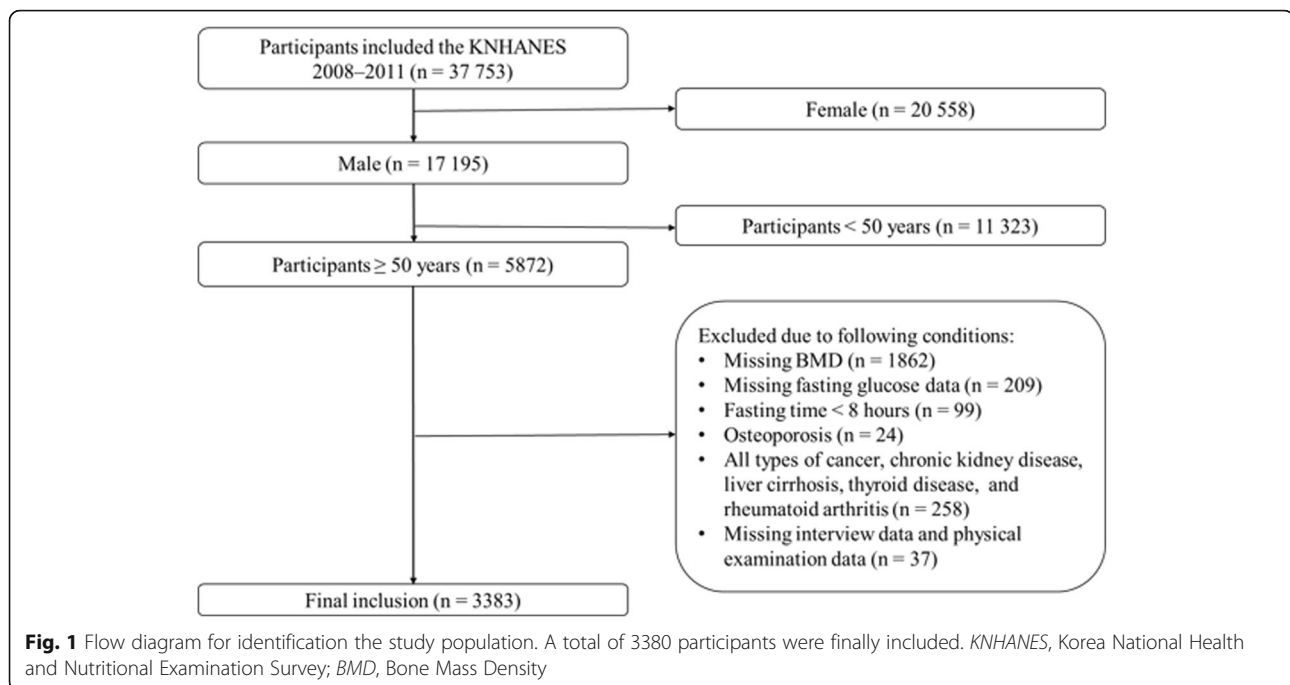 Participants included the KNHANES
2008–2011 (n = 37 753)
Female (n = 20 558)
Male (n = 17 195)
Participants < 50 years (n = 11 323)
Participants ≥ 50 years (n = 5872)
Excluded due to following conditions:
• Missing BMD (n = 1862)
• Missing fasting glucose data (n = 209)
• Fasting time < 8 hours (n = 99)
• Osteoporosis (n = 24)
• All types of cancer, chronic kidney disease,
liver cirrhosis, thyroid disease, and
rheumatoid arthritis (n = 258)
• Missing interview data and physical
examination data (n = 37)
Final inclusion (n = 3383)
Fig. 1 Flow diagram for identification the study population. A total of 3380 participants were finally included. KNHANES, Korea National Health
and Nutritional Examination Survey; BMD, Bone Mass Density